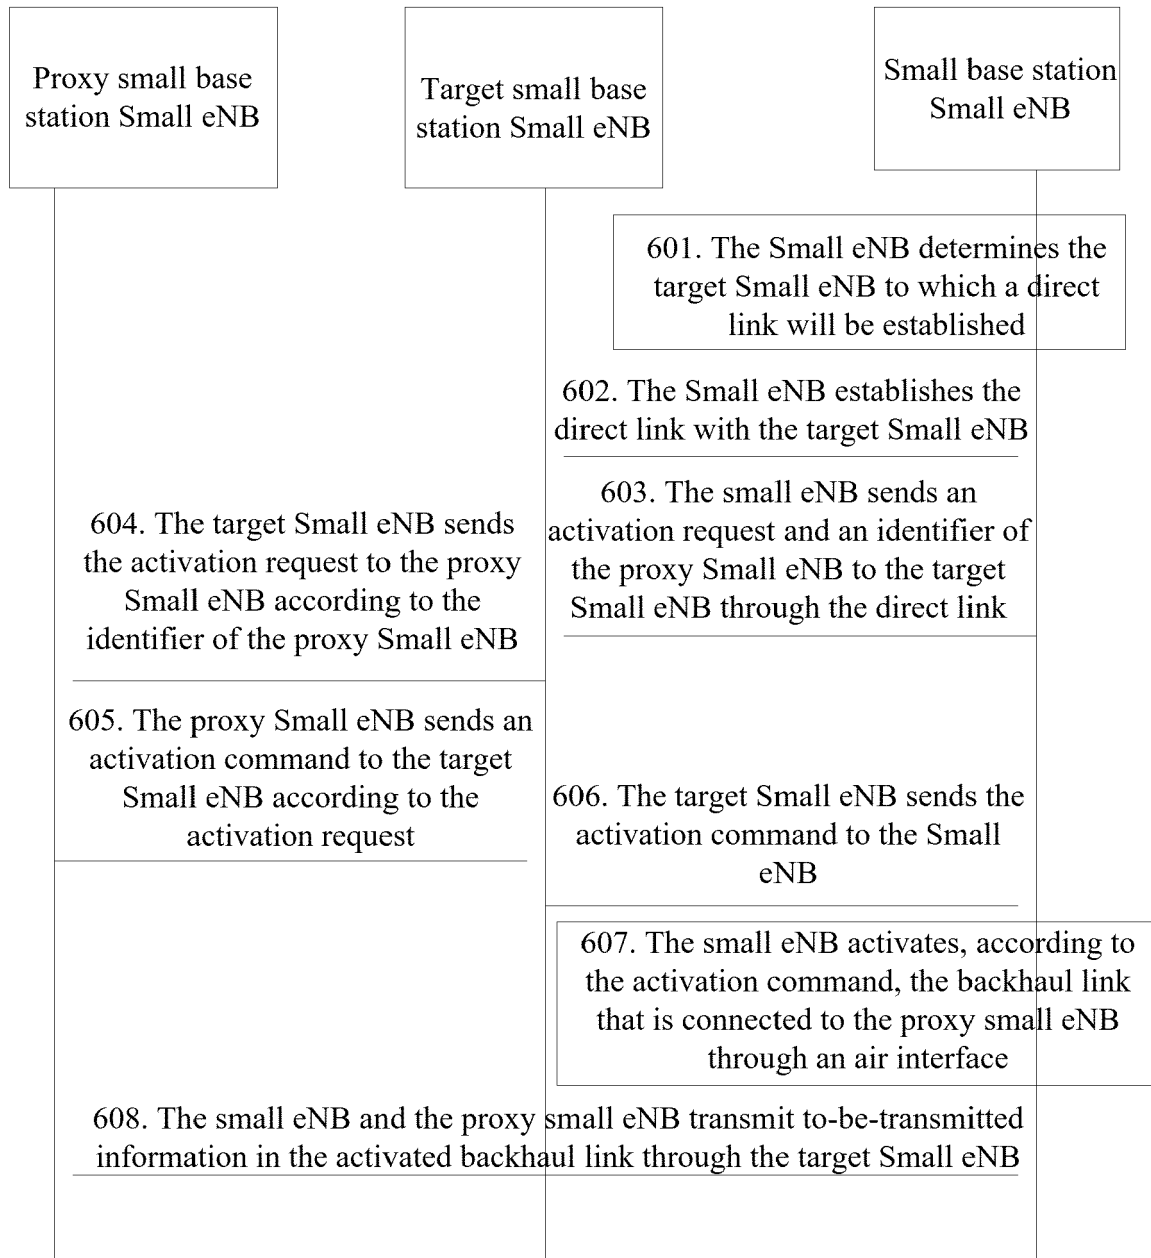 Proxy small base
station Small eNB
Target small base
station Small eNB
Small base station
Small eNB
601. The Small eNB determines the
target Small eNB to which a direct
link will be established
602. The Small eNB establishes the
direct link with the target Small eNB
603. The small eNB sends an
activation request and an identifier of
the proxy Small eNB to the target
Small eNB through the direct link
604. The target Small eNB sends
the activation request to the proxy
Small eNB according to the
identifier of the proxy Small eNB
605. The proxy Small eNB sends an
activation command to the target
Small eNB according to the
activation request
606. The target Small eNB sends the
activation command to the Small
eNB
607. The small eNB activates, according to
the activation command, the backhaul link
that is connected to the proxy small eNB
through an air interface
608. The small eNB and the proxy small eNB transmit to-be-transmitted
information in the activated backhaul link through the target Small eNB